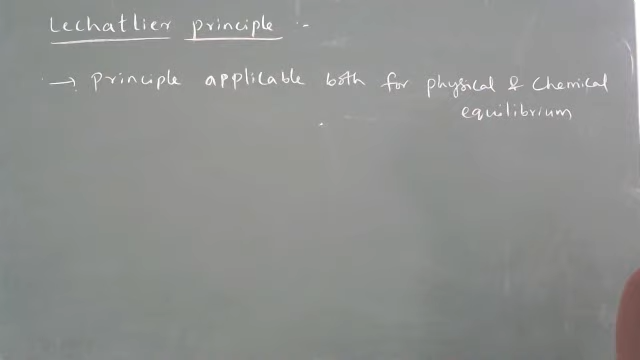 Lechatlier principle :-
→ principle applicable both for physical & chemical
equilibrium